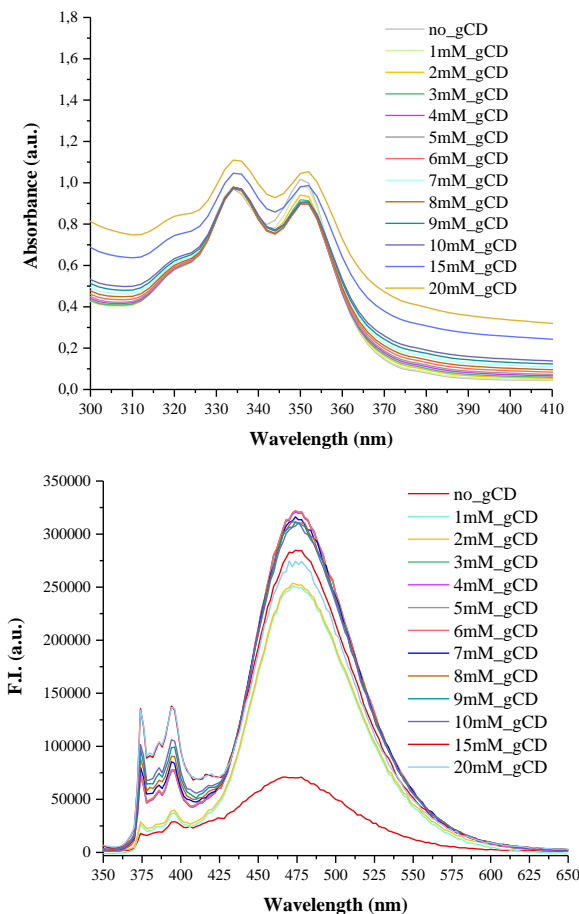 1,8
1,6
1,4
1,2
1,0
0,8
0,6
0,4
0,2
0,0
Absorbance (a.u.)
no_gCD
1mM_gCD
2mM_gCD
3mM_gCD
4mM_gCD
5mM_gCD
6mM_gCD
7mM_gCD
8mM_gCD
9mM_gCD
10mM_gCD
15mM_gCD
20mM_gCD
300 310 320 330 340 350 360 370 380 390 400 410
Wavelength (nm)
350000
300000
250000
200000
150000
100000
50000
0
F.I. (a.u.)
no_gCD
1mM_gCD
2mM_gCD
3mM_gCD
4mM_gCD
5mM_gCD
6mM_gCD
7mM_gCD
8mM_gCD
9mM_gCD
10mM_gCD
15mM_gCD
20mM_gCD
350 375 400 425 450 475 500 525 550 575 600 625 650
Wavelength (nm)